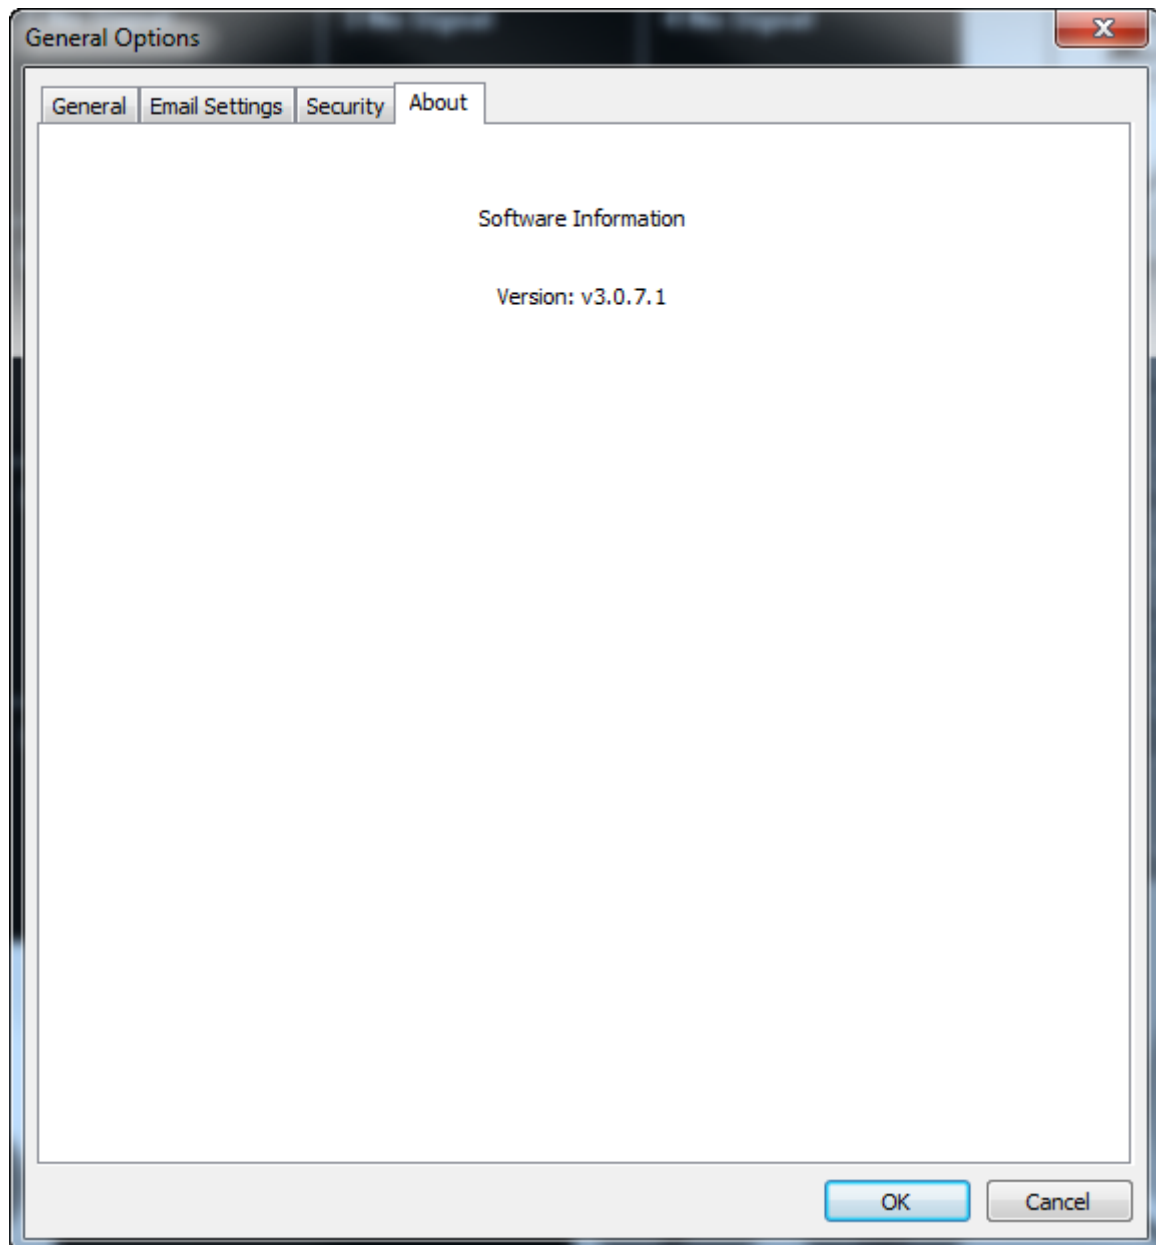 General Options
General
Email Settings
Security
About
Software Information
Version: v3.0.7.1
OK
Cancel